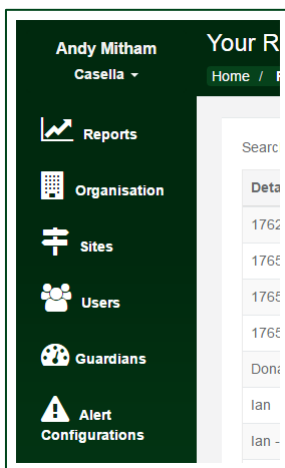 Andy Mitham
Casella
Your R
Home /
Reports
Organisation
Sites
Users
Guardians
Alert
Configurations
Searc
Deta
1762
1765
1765
1765
Dona
Ian
Ian -